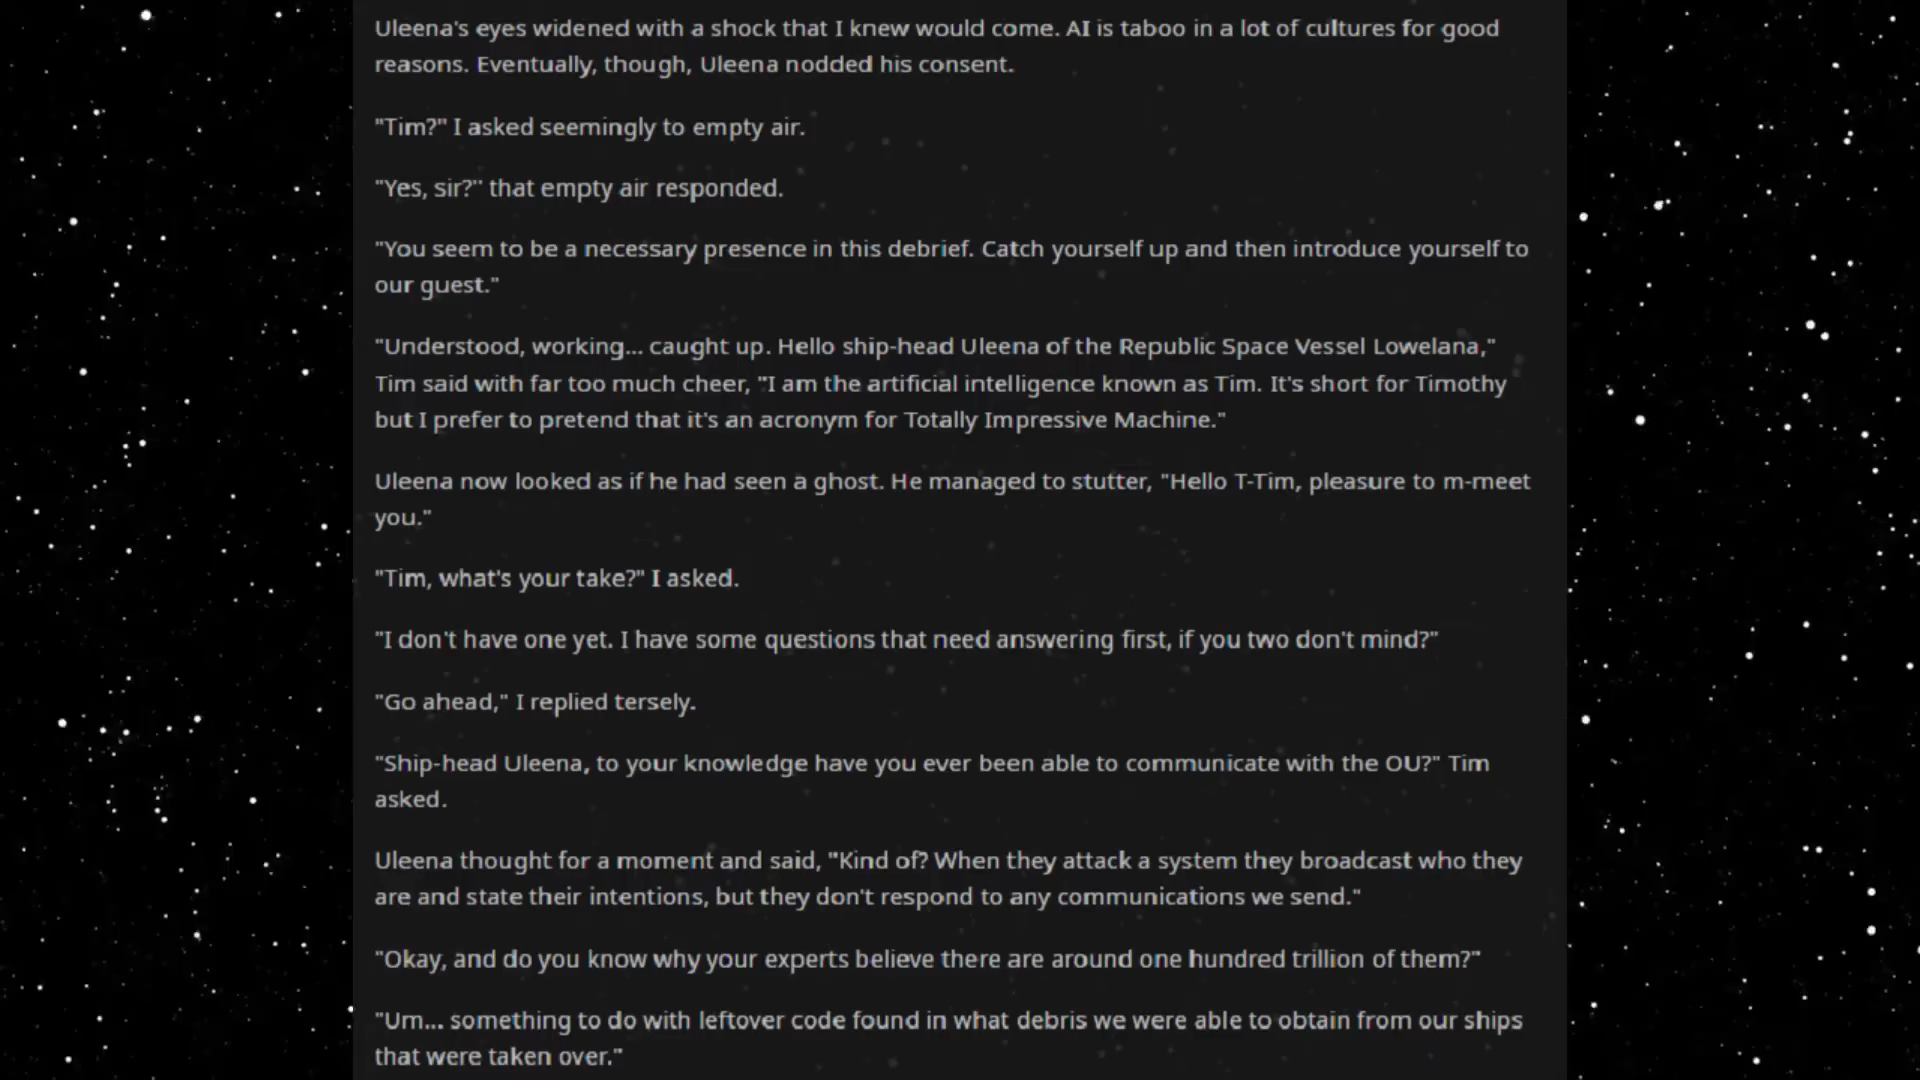 Uleena's eyes widened with a shock that I knew would come. AI is taboo in a lot of cultures for good
reasons. Eventually, though, Uleena nodded his consent.
"Tim?" I asked seemingly to empty air.
"Yes, sir?" that empty air responded.
"You seem to be a necessary presence in this debrief. Catch yourself up and then introduce yourself to
our guest."
"Understood, working... caught up. Hello ship-head Uleena of the Republic Space Vessel Lowelana,"
Tim said with far too much cheer, "I am the artificial intelligence known as Tim. It's short for Timothy
but I prefer to pretend that it's an acronym for Totally Impressive Machine."
Uleena now looked as if he had seen a ghost. He managed to stutter, "Hello T-Tim, pleasure to m-meet
you."
"Tim, what's your take?" I asked.
"I don't have one yet. I have some questions that need answering first, if you two don't mind?"
"Go ahead," I replied tersely.
"Ship-head Uleena, to your knowledge have you ever been able to communicate with the OU?" Tim
asked.
Uleena thought for a moment and said, "Kind of? When they attack a system they broadcast who they
are and state their intentions, but they don't respond to any communications we send."
"Okay, and do you know why your experts believe there are around one hundred trillion of them?"
"Um... something to do with leftover code found in what debris we were able to obtain from our ships
that were taken over."